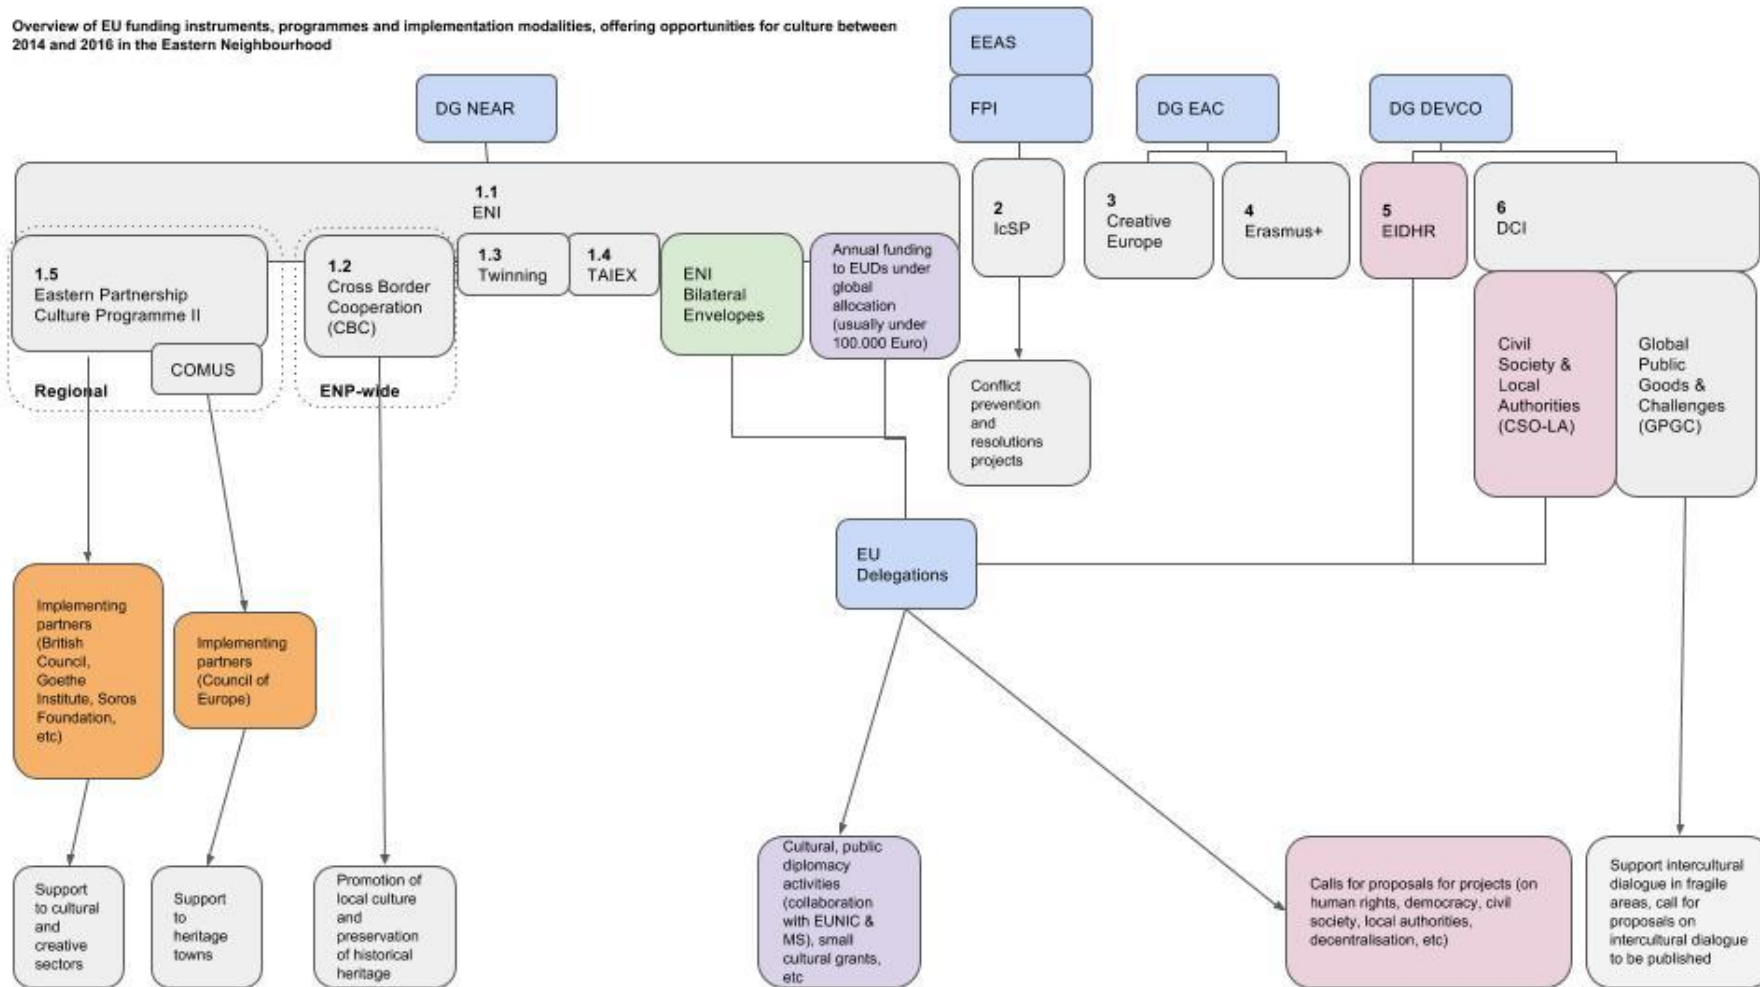 Overview of EU funding instruments, programmes and implementation modalities, offering opportunities for culture between
2014 and 2016 in the Eastern Neighbourhood
EEAS
DG NEAR
FPI
DG EAC
DG DEVCO
1.1
ENI
2
IcSP
3
Creative
Europe
4
Erasmus+
5
EIDHR
6
DCI
1.5
Eastern Partnership
Culture Programme II
COMUS
Regional
1.2
Cross Border
Cooperation
(CBC)
ENP-wide
1.3
Twinning
1.4
TAIEX
ENI
Bilateral
Envelopes
Annual funding
to EUDs under
global
allocation
(usually under
100.000 Euro)
Conflict
prevention
and
resolutions
projects
Civil
Society &
Local
Authorities
(CSO-LA)
Global
Public
Goods &
Challenges
(GPGC)
EU
Delegations
Implementing
partners
(British
Council,
Goethe
Institute, Soros
Foundation,
etc)
Implementing
partners
(Council of
Europe)
Support
to cultural
and
creative
sectors
Support
to
heritage
towns
Promotion of
local culture
and
preservation
of historical
heritage
Cultural, public
diplomacy
activities
(collaboration
with EUNIC &
MS), small
cultural grants,
etc
Calls for proposals for projects (on
human rights, democracy, civil
society, local authorities,
decentralisation, etc)
Support intercultural
dialogue in fragile
areas, call for
proposals on
intercultural dialogue
to be published